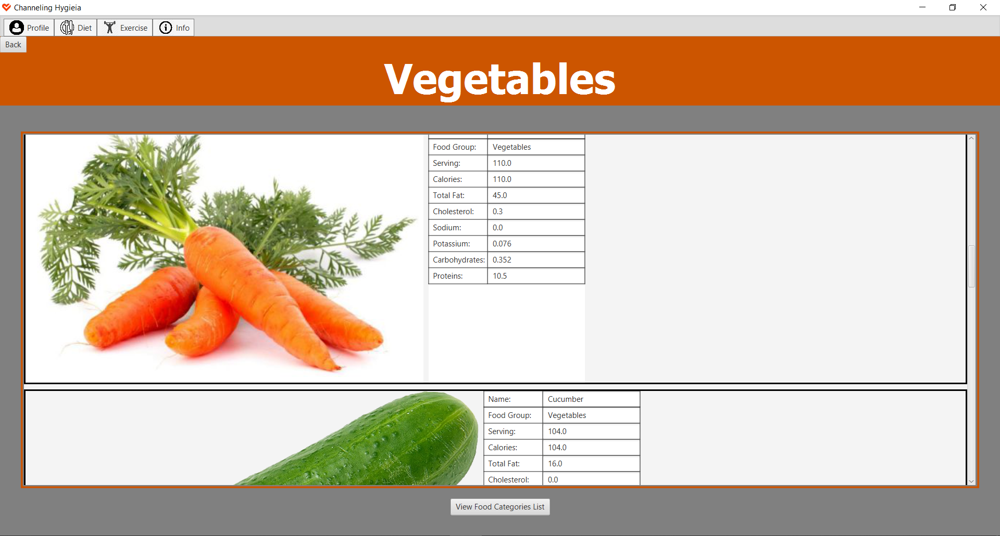 Channeling Hygieia
Profile Diet Exercise Info
Back
Vegetables
Food Group: Vegetables
Serving: 110.0
Calories: 110.0
Total Fat: 45.0
Cholesterol: 0.3
Sodium: 0.0
Potassium: 0.076
Carbohydrates: 0.352
Proteins: 10.5
Name: Cucumber
Food Group: Vegetables
Serving: 104.0
Calories: 104.0
Total Fat: 16.0
Cholesterol: 0.0
View Food Categories List